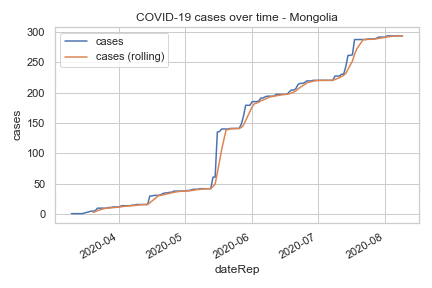 COVID-19 cases over time - Mongolia
cases
cases (rolling)
300
250
200
150
100
50
0
cases
2020-04
2020-05
2020-06
2020-07
2020-08
dateRep